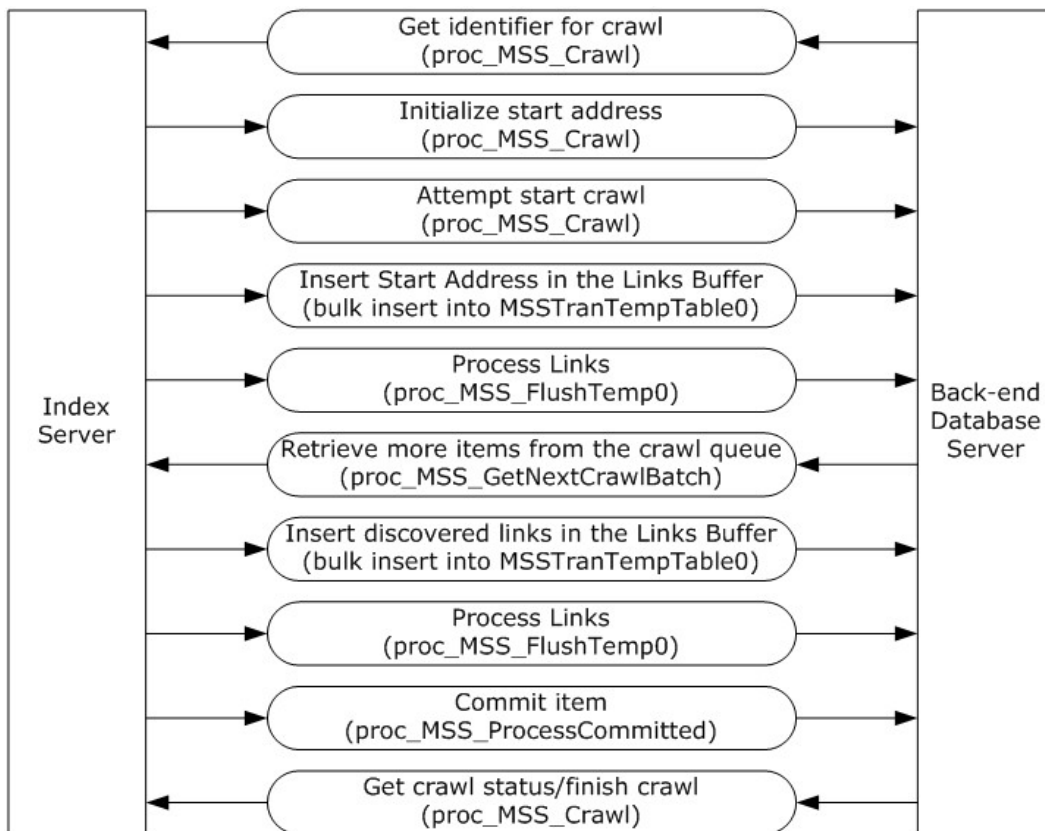 Get identifier for crawl
(proc_MSS_Crawl)
Initialize start address
(proc_MSS_Crawl)
Attempt start crawl
(proc_MSS_Crawl)
Insert Start Address in the Links Buffer
(bulk insert into MSSTranTempTable0)
Process Links
(proc_MSS_FlushTemp0)
Index
Server
Back-end
Database
Server
Retrieve more items from the crawl queue
(proc_MSS_GetNextCrawlBatch)
Insert discovered links in the Links Buffer
(bulk insert into MSSTranTempTable0)
Process Links
(proc_MSS_FlushTemp0)
Commit item
(proc_MSS_ProcessCommitted)
Get crawl status/finish crawl
(proc_MSS_Crawl)